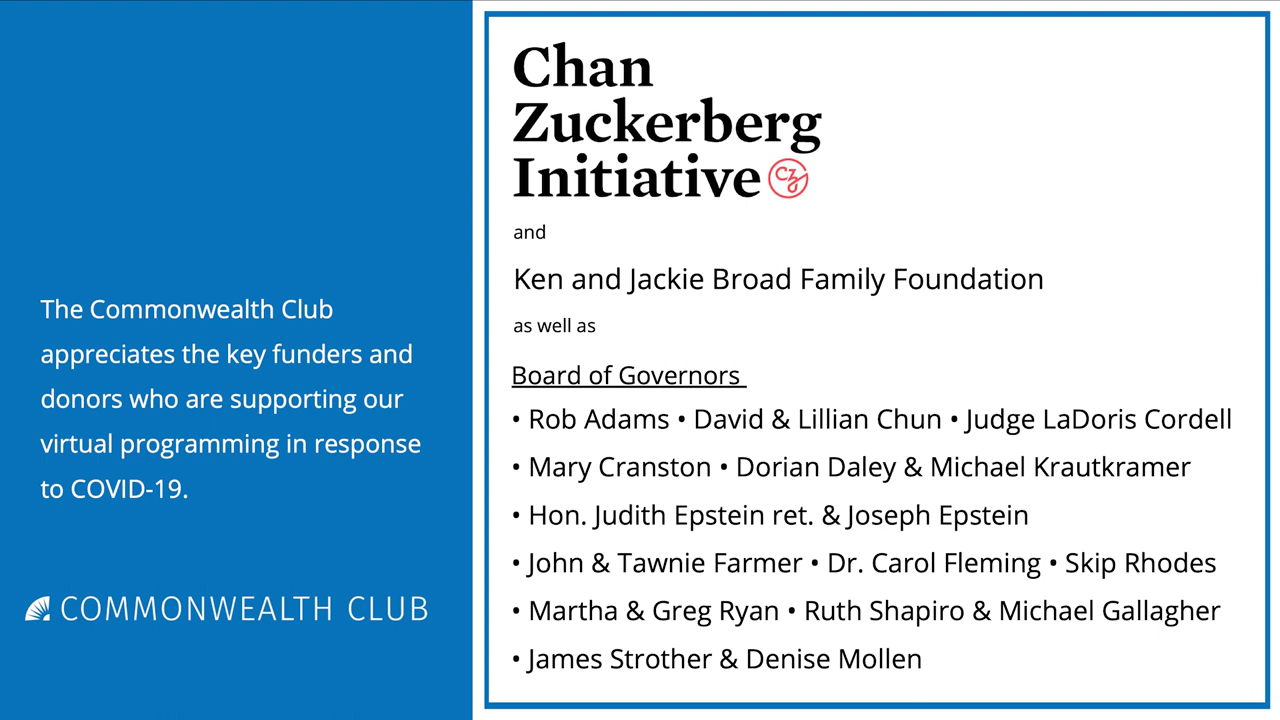 The Commonwealth Club
appreciates the key funders and
donors who are supporting our
virtual programming in response
to COVID-19.
COMMONWEALTH CLUB
Chan
Zuckerberg
Initiative
CZ
and
Ken and Jackie Broad Family Foundation
as well as
Board of Governors
• Rob Adams • David & Lillian Chun • Judge LaDoris Cordell
• Mary Cranston • Dorian Daley & Michael Krautkramer
• Hon. Judith Epstein ret. & Joseph Epstein
• John & Tawnie Farmer • Dr. Carol Fleming • Skip Rhodes
• Martha & Greg Ryan • Ruth Shapiro & Michael Gallagher
• James Strother & Denise Mollen